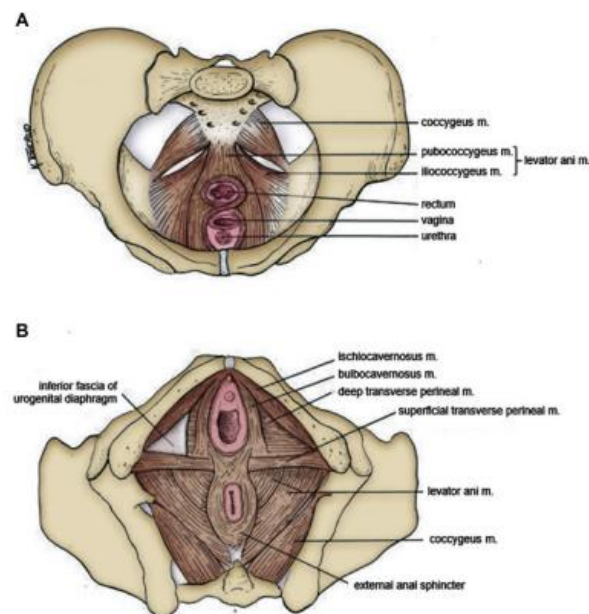 A
coccygeus m.
pubococcygeus m.
levator ani m.
iliococcygeus m.
rectum
vagina
urethra
B
ischiocavernosus m.
bulbocavernosus m.
deep transverse perineal m.
superficial transverse perineal m.
inferior fascia of
urogenital diaphragm
levator ani m.
coccygeus m.
external anal sphincter